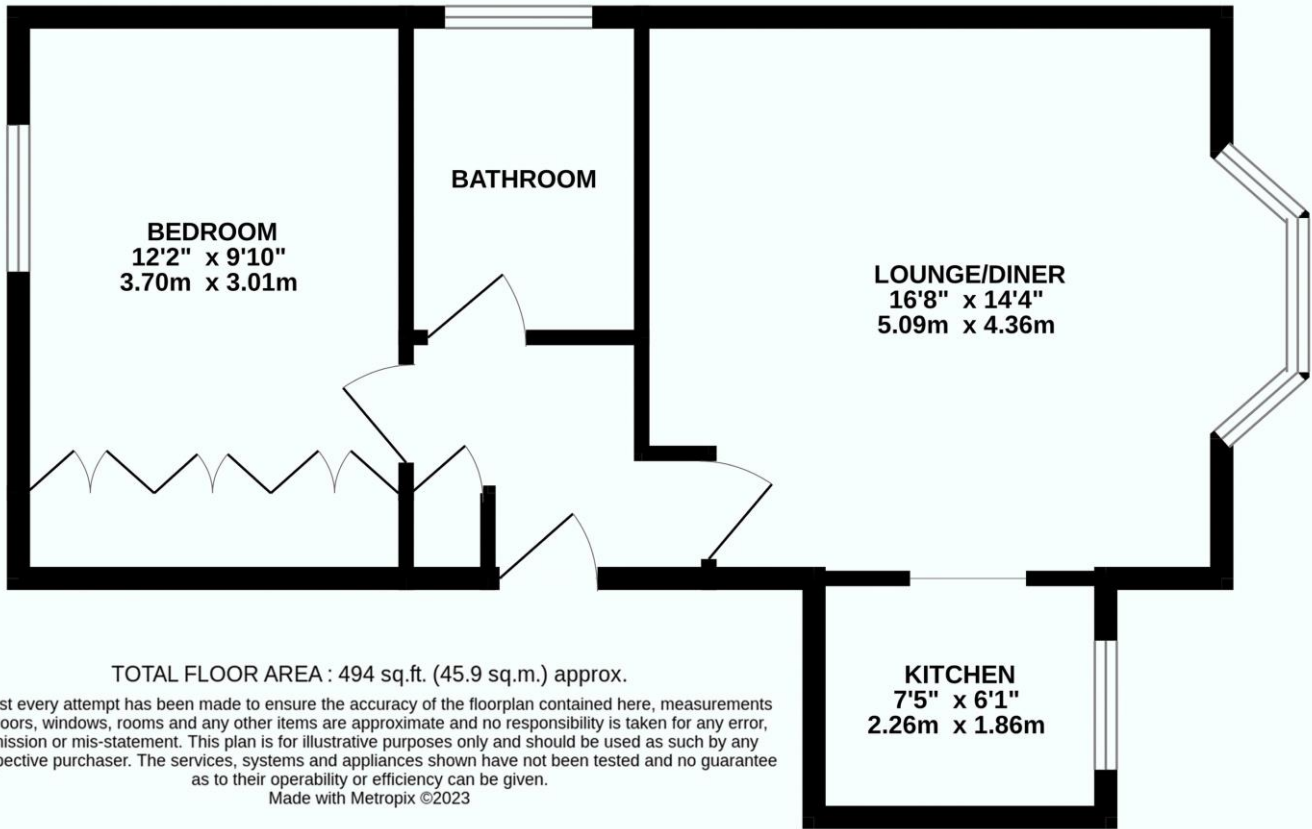 BATHROOM
BEDROOM
12'2" x 9'10"
3.70m x 3.01m
LOUNGE/DINER
16'8" x 14'4"
5.09m x 4.36m
KITCHEN
7'5" x 6'1"
2.26m x 1.86m
TOTAL FLOOR AREA : 494 sq.ft. (45.9 sq.m.) approx.
st every attempt has been made to ensure the accuracy of the floorplan contained here, measurements
oors, windows, rooms and any other items are approximate and no responsibility is taken for any error,
ission or mis-statement. This plan is for illustrative purposes only and should be used as such by any
pective purchaser. The services, systems and appliances shown have not been tested and no guarantee
as to their operability or efficiency can be given.
Made with Metropix ©2023